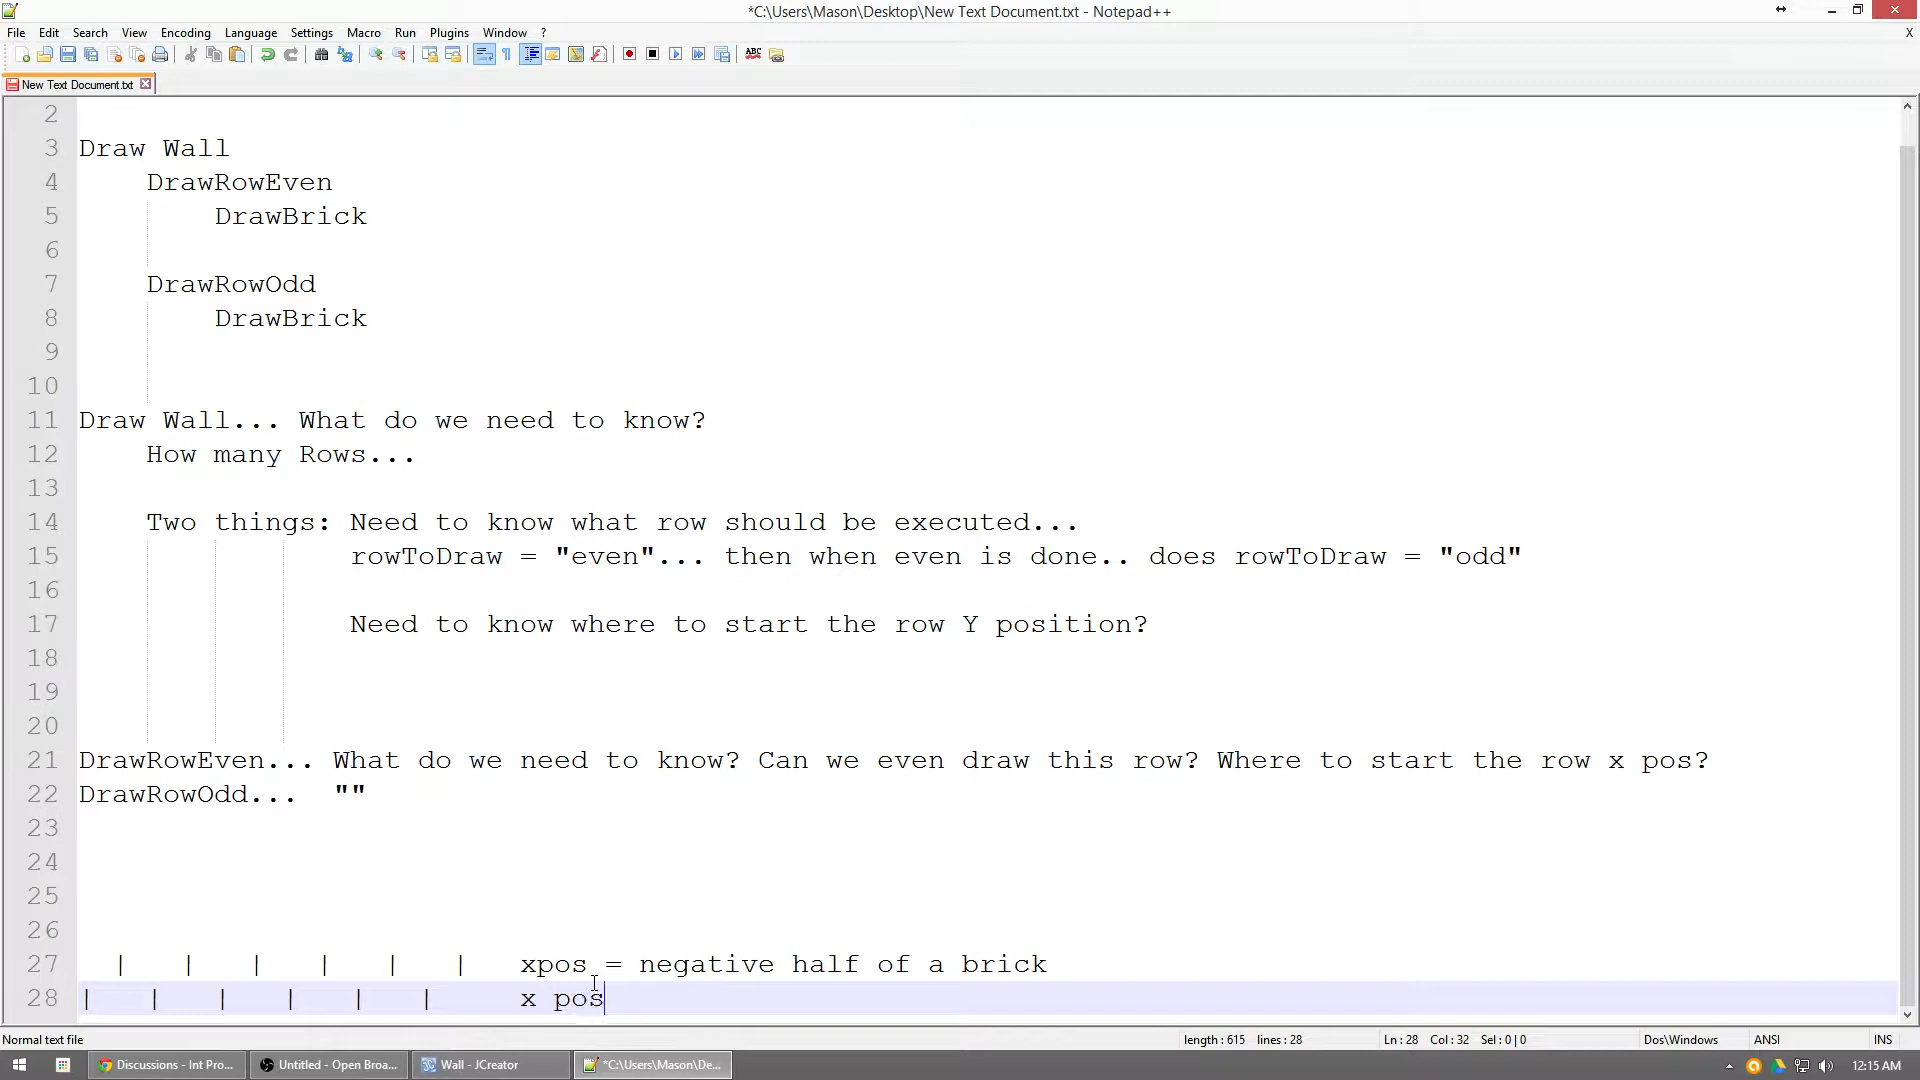 *C:\Users\Mason\Desktop\New Text Document.txt - Notepad++
File Edit Search View Encoding Language Settings Macro Run Plugins Window ? X
ABC
New Text Document.txt
2
3 Draw Wall
4 DrawRowEven
5 DrawBrick
6
7 DrawRowOdd
8 DrawBrick
9
10
11 Draw Wall... What do we need to know?
12 How many Rows...
13
14 Two things: Need to know what row should be executed...
15 rowToDraw = "even"... then when even is done.. does rowToDraw = "odd"
16
17 Need to know where to start the row Y position?
18
19
20
21 DrawRowEven... What do we need to know? Can we even draw this row? Where to start the row x pos?
22 DrawRowOdd... ""
23
24
25
26
27 | | | | | | xpos = negative half of a brick
28 | | | | | | x pos
Normal text file length : 615 lines : 28 Ln : 28 Col : 32 Sel : 0 | 0 Dos\Windows ANSI INS
Discussions - Int Pro... Untitled - Open Broa... Wall - JCreator *C:\Users\Mason\De... 12:15 AM